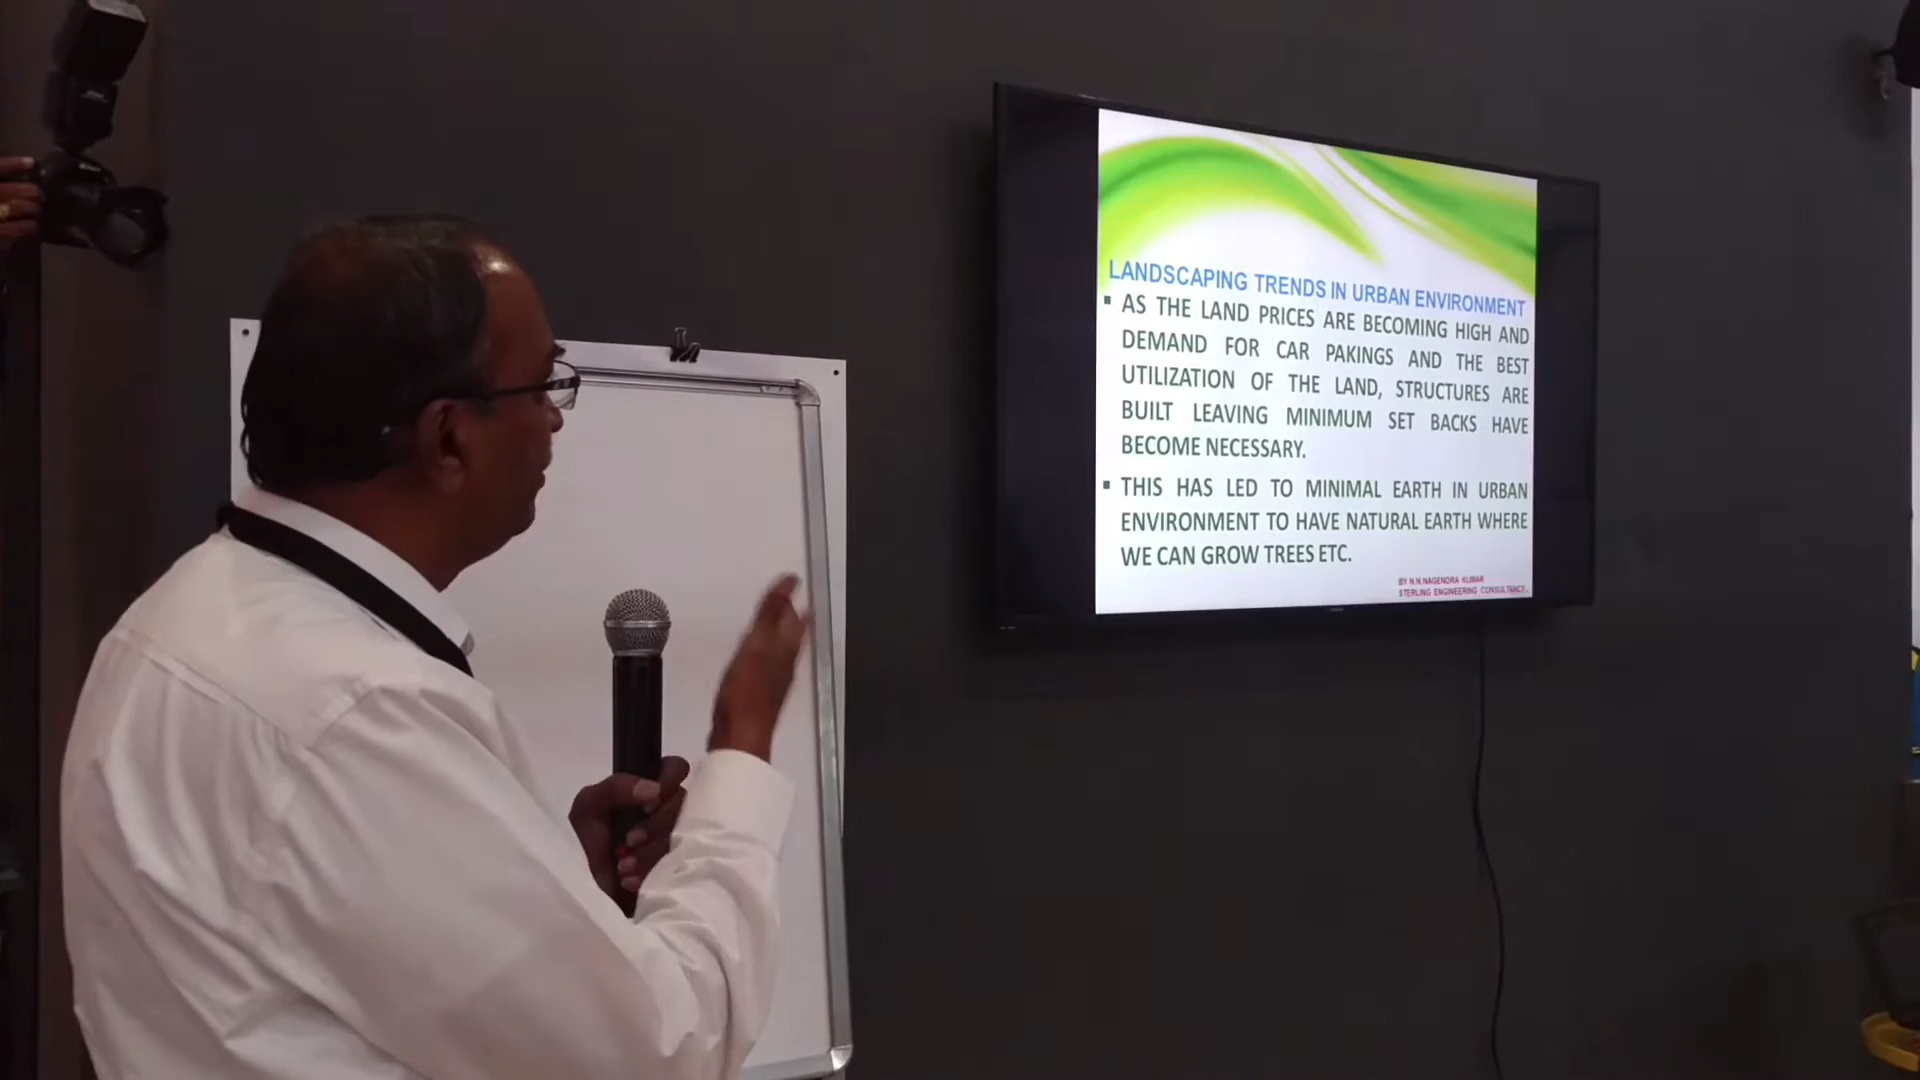 LANDSCAPING TRENDS IN URBAN ENVIRONMENT
▪ AS THE LAND PRICES ARE BECOMING HIGH AND
DEMAND FOR CAR PAKINGS AND THE BEST
UTILIZATION OF THE LAND, STRUCTURES ARE
BUILT LEAVING MINIMUM SET BACKS HAVE
BECOME NECESSARY.
▪ THIS HAS LED TO MINIMAL EARTH IN URBAN
ENVIRONMENT TO HAVE NATURAL EARTH WHERE
WE CAN GROW TREES ETC.
BY N.N.NAGENDRA KUMAR
STERLING ENGINEERING CONSULTANCY